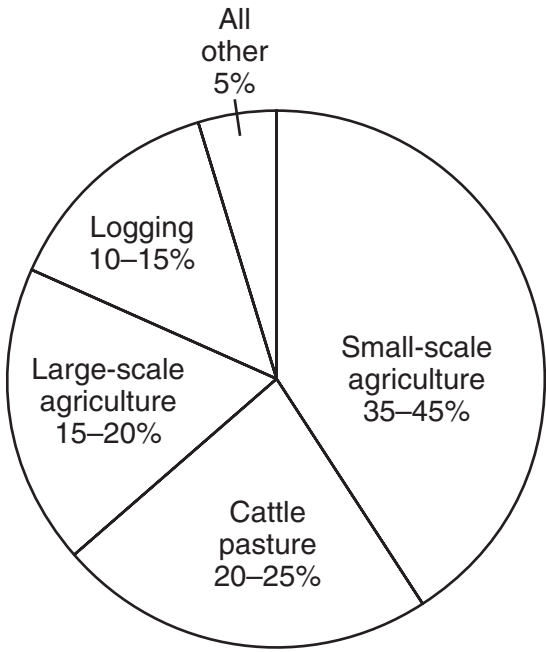 All
other
5%
Logging
10–15%
Small-scale
agriculture
35–45%
Large-scale
agriculture
15–20%
Cattle
pasture
20–25%